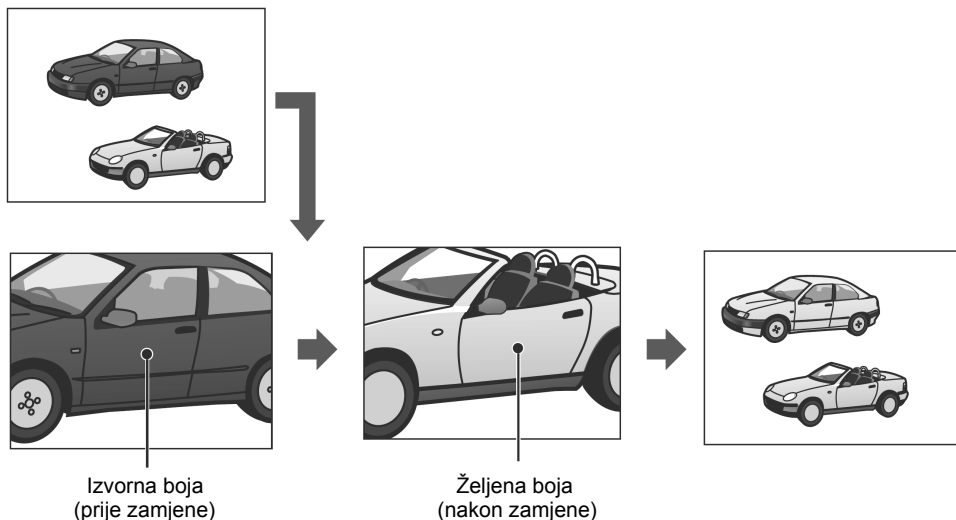 Izvorna boja
(prije zamjene)
Željena boja
(nakon zamjene)